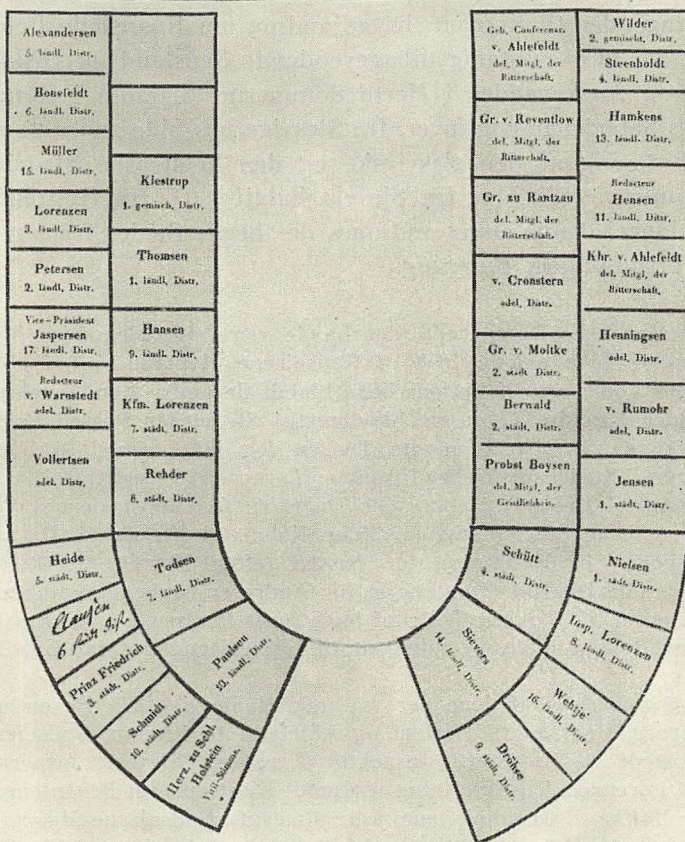 Alexandersen
5. ländl. Distr.
Bonefeldt
6. ländl. Distr.
Müller
15. ländl. Distr.
Lorenzen
3. ländl. Distr.
Petersen
2. ländl. Distr.
Vice-Präsident
Jaspersen
17. ländl. Distr.
Redacteur
v. Warnstedt
adel. Distr.
Vollertsen
adel. Distr.
Heide
5. städt. Distr.
Clausen
6 städt Dist.
Prinz Friedrich
3. städt. Distr.
Schmidt
10. städt. Distr.
Herz. zu Schl.
Holstein
Viril-Stimme.
Klestrup
1. gemisch. Distr.
Thomsen
1. ländl. Distr.
Hansen
9. ländl. Distr.
Kfm. Lorenzen
7. städt. Distr.
Rehder
8. städt. Distr.
Todsen
7. ländl. Distr.
Paulsen
10. ländl. Distr.
Geh. Conferenzr.
v. Ahlefeldt
del. Mitgl. der
Ritterschaft.
Gr. v. Reventlow
del. Mitgl. der
Ritterschaft.
Gr. zu Rantzau
del. Mitgl. der
Ritterschaft.
v. Cronstern
adel. Distr.
Gr. v. Moltke
2. städt Distr.
Berwald
2. städt. Distr.
Probst Boysen
del. Mitgl. der
Geistlichkeit.
Schütt
4. städt. Distr.
Sievers
14. ländl. Distr.
Wilder
2. gemischt. Distr.
Steenholdt
4. ländl. Distr.
Hamkens
13. ländl. Distr.
Redacteur
Hensen
11. ländl. Distr.
Khr. v. Ahlefeldt
del. Mitgl. der
Ritterschaft.
Henningsen
adel. Distr.
v. Rumohr
adel. Distr.
Jensen
1. städt. Distr.
Nielsen
1. städt. Distr.
Insp. Lorenzen
8. ländl. Distr.
Webtje
16. ländl. Distr.
Dröhse
9. städt. Distr.